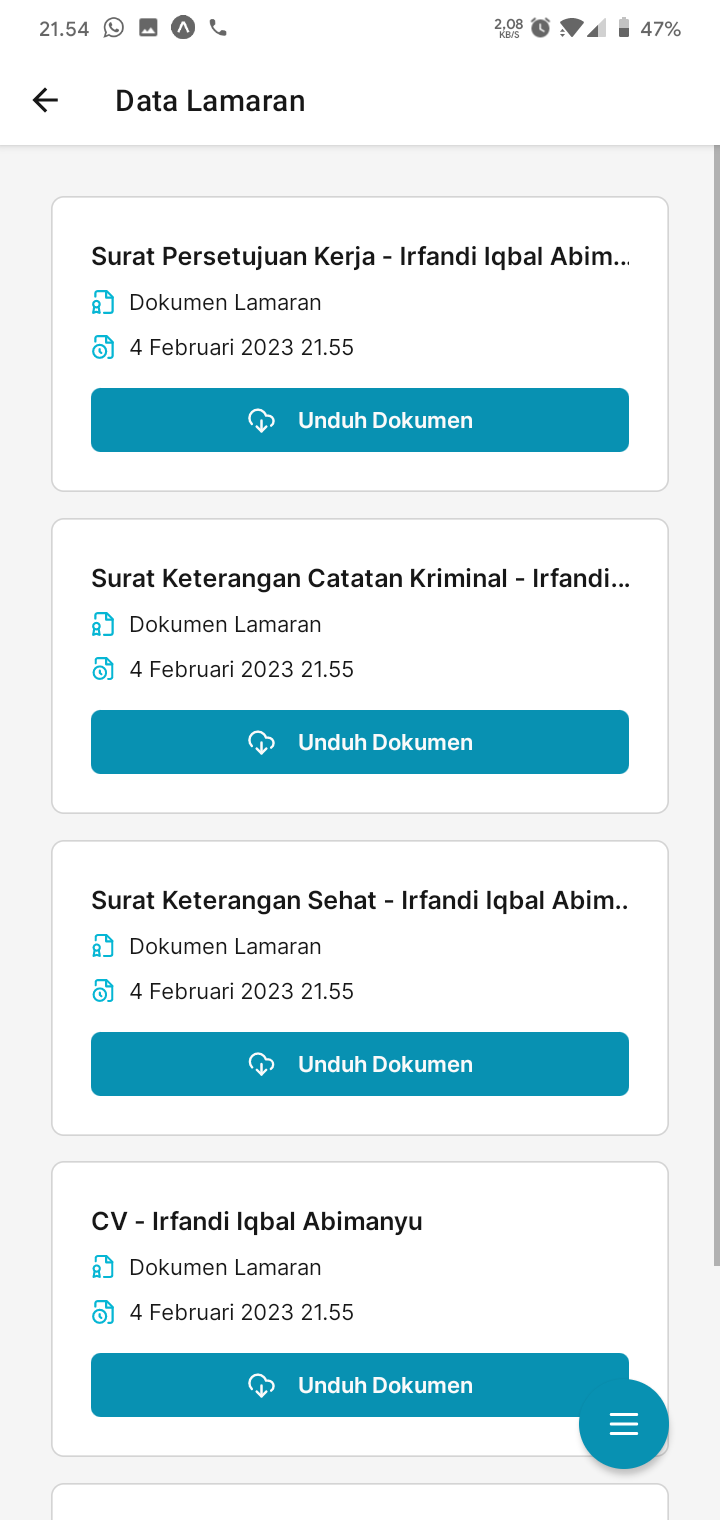 21.54
2,08
KB/S
47%
Data Lamaran
Surat Persetujuan Kerja - Irfandi Iqbal Abim...
Dokumen Lamaran
4 Februari 2023 21.55
Unduh Dokumen
Surat Keterangan Catatan Kriminal - Irfandi...
Dokumen Lamaran
4 Februari 2023 21.55
Unduh Dokumen
Surat Keterangan Sehat - Irfandi Iqbal Abim..
Dokumen Lamaran
4 Februari 2023 21.55
Unduh Dokumen
CV - Irfandi Iqbal Abimanyu
Dokumen Lamaran
4 Februari 2023 21.55
Unduh Dokumen